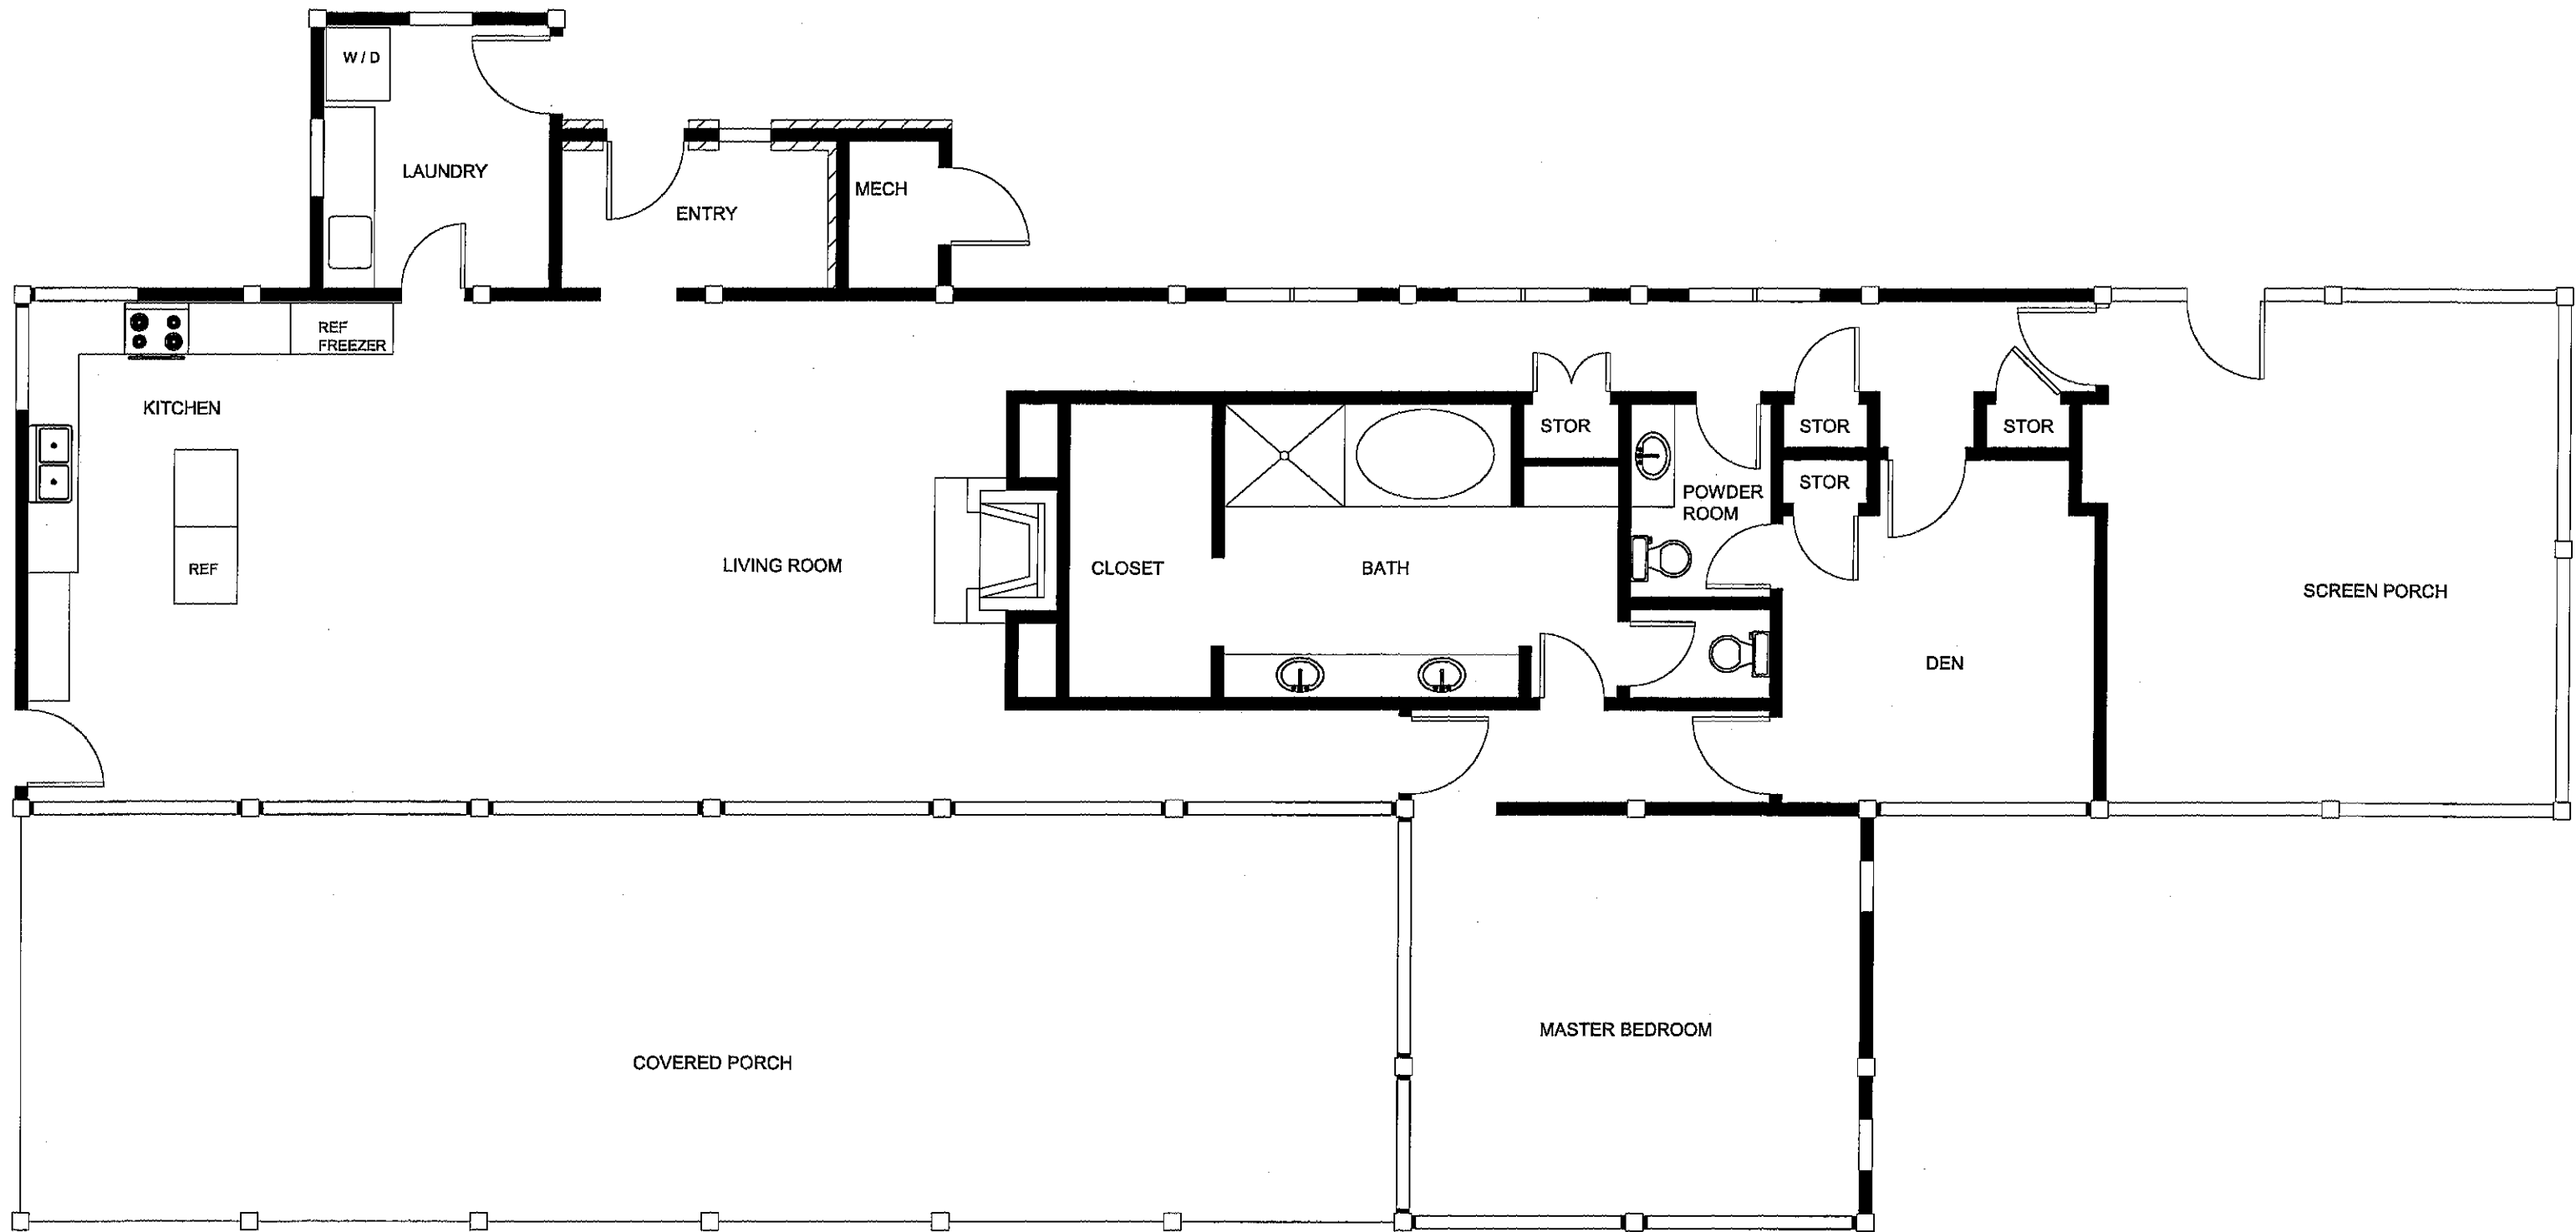 W / D
LAUNDRY
MECH
ENTRY
REF
FREEZER
KITCHEN
STOR
STOR
STOR
STOR
POWDER
ROOM
LIVING ROOM
CLOSET
BATH
REF
SCREEN PORCH
DEN
MASTER BEDROOM
COVERED PORCH